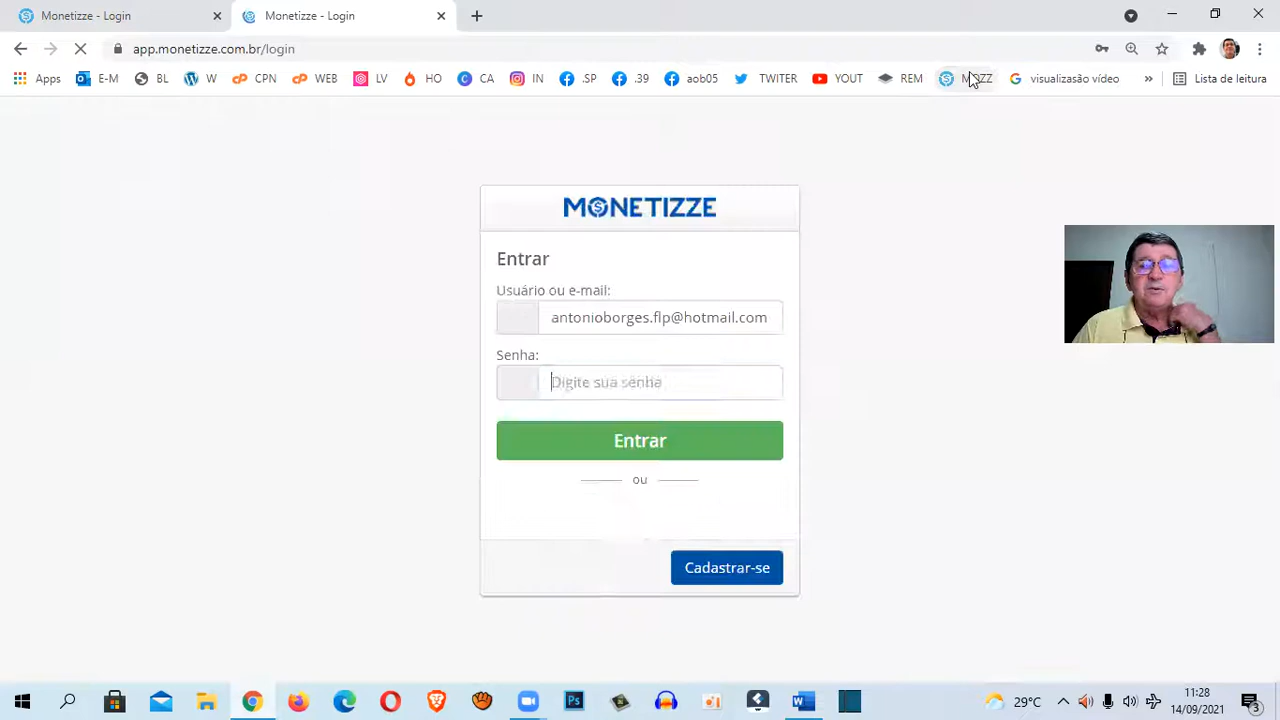 Monetizze - Login
Monetizze - Login
app.monetizze.com.br/login
Apps E-M BL W CPN WEB LV HO CA IN .SP .39 aob05 TWITER YOUT REM visualizasão vídeo » Lista de leitura
MONETIZZE
Entrar
Usuário ou e-mail:
antonioborges.flp@hotmail.com
Senha:
Digite sua senha
Entrar
ou
Cadastrar-se
29°C
11:28
14/09/2021
3